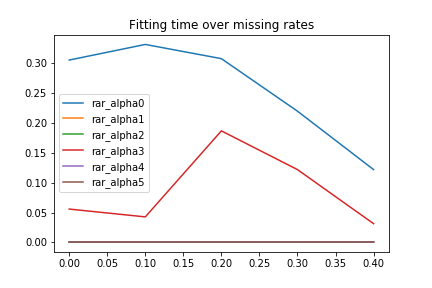 Fitting time over missing rates
0.30
0.25
0.20
0.15
0.10
0.05
0.00
rar_alpha0
rar_alpha1
rar_alpha2
rar_alpha3
rar_alpha4
rar_alpha5
0.00 0.05 0.10 0.15 0.20 0.25 0.30 0.35 0.40